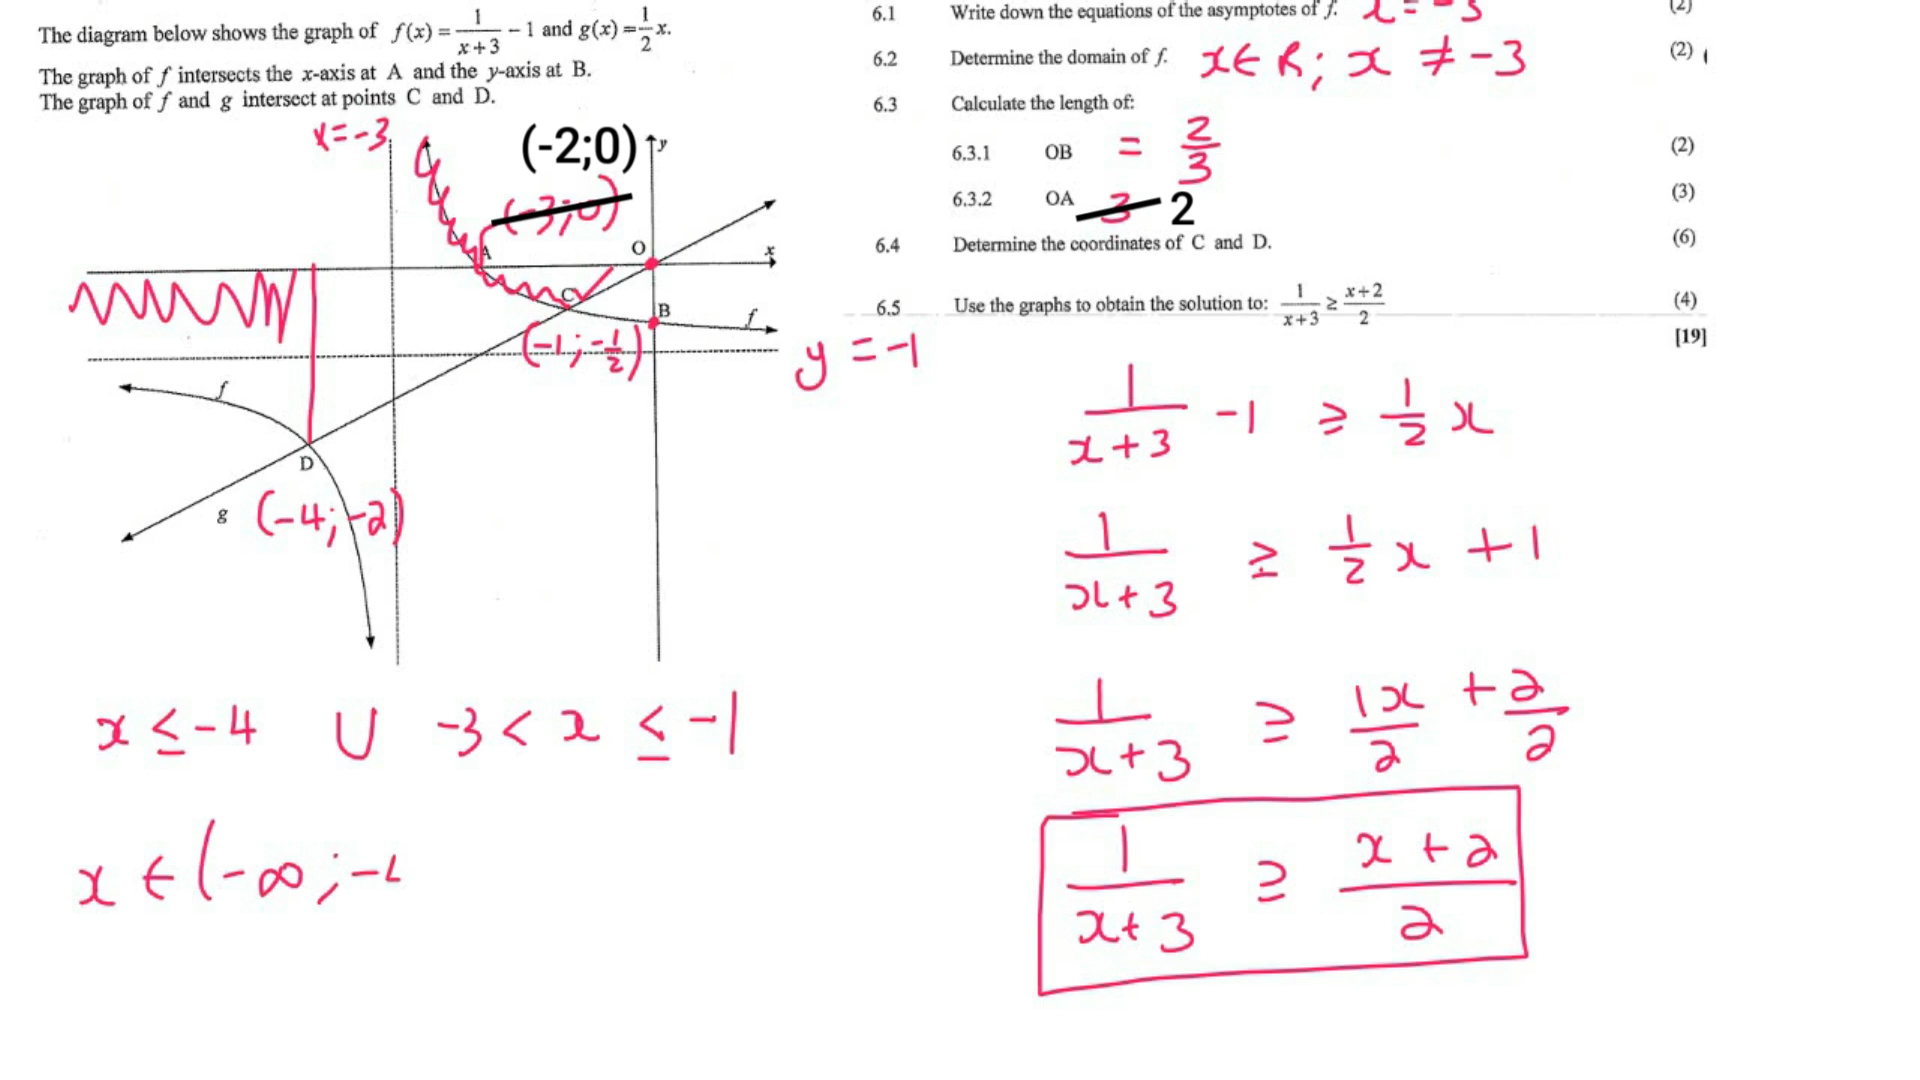 The diagram below shows the graph of f(x) = 1/(x+3) − 1 and g(x) = 1/2 x.
The graph of f intersects the x-axis at A and the y-axis at B.
The graph of f and g intersect at points C and D.
x = -3
(-2;0)
y
(-3;0)
A
O
x
C
B
f
(-1; -1/2)
y = -1
f
D
g
(-4; -2)
x ≤ -4 ∪ -3 < x ≤ -1
x ∈ (-∞ ; -
6.1 Write down the equations of the asymptotes of f. x = -3 (2)
6.2 Determine the domain of f. x ∈ R; x ≠ -3 (2)
6.3 Calculate the length of:
6.3.1 OB = 2/3 (2)
6.3.2 OA 3 2 (3)
6.4 Determine the coordinates of C and D. (6)
6.5 Use the graphs to obtain the solution to: 1/(x+3) ≥ (x+2)/2 (4)
[19]
1/(x+3) - 1 ≥ 1/2 x
1/(x+3) ≥ 1/2 x + 1
1/(x+3) ≥ 1x/2 + 2/2
1/(x+3) ≥ (x+2)/2